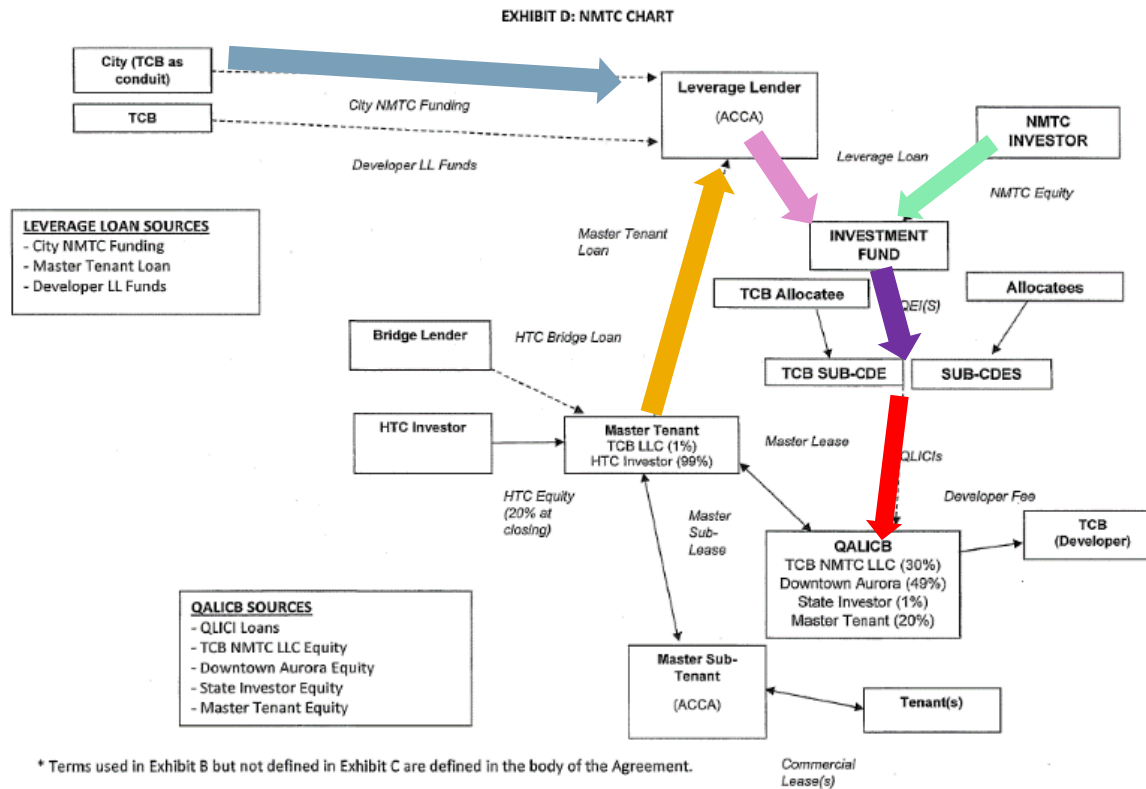 EXHIBIT D: NMTC CHART
City (TCB as
conduit)
TCB
City NMTC Funding
Developer LL Funds
Leverage Lender
(ACCA)
NMTC
INVESTOR
Leverage Loan
NMTC Equity
LEVERAGE LOAN SOURCES
- City NMTC Funding
- Master Tenant Loan
- Developer LL Funds
Master Tenant
Loan
INVESTMENT
FUND
TCB Allocatee
QEI(S)
Allocatees
Bridge Lender
HTC Bridge Loan
TCB SUB-CDE
SUB-CDES
HTC Investor
Master Tenant
TCB LLC (1%)
HTC Investor (99%)
Master Lease
QLICIs
HTC Equity
(20% at
closing)
Master
Sub-
Lease
Developer Fee
TCB
(Developer)
QALICB
TCB NMTC LLC (30%)
Downtown Aurora (49%)
State Investor (1%)
Master Tenant (20%)
QALICB SOURCES
- QLICI Loans
- TCB NMTC LLC Equity
- Downtown Aurora Equity
- State Investor Equity
- Master Tenant Equity
Master Sub-
Tenant
(ACCA)
Tenant(s)
* Terms used in Exhibit B but not defined in Exhibit C are defined in the body of the Agreement.
Commercial
Lease(s)